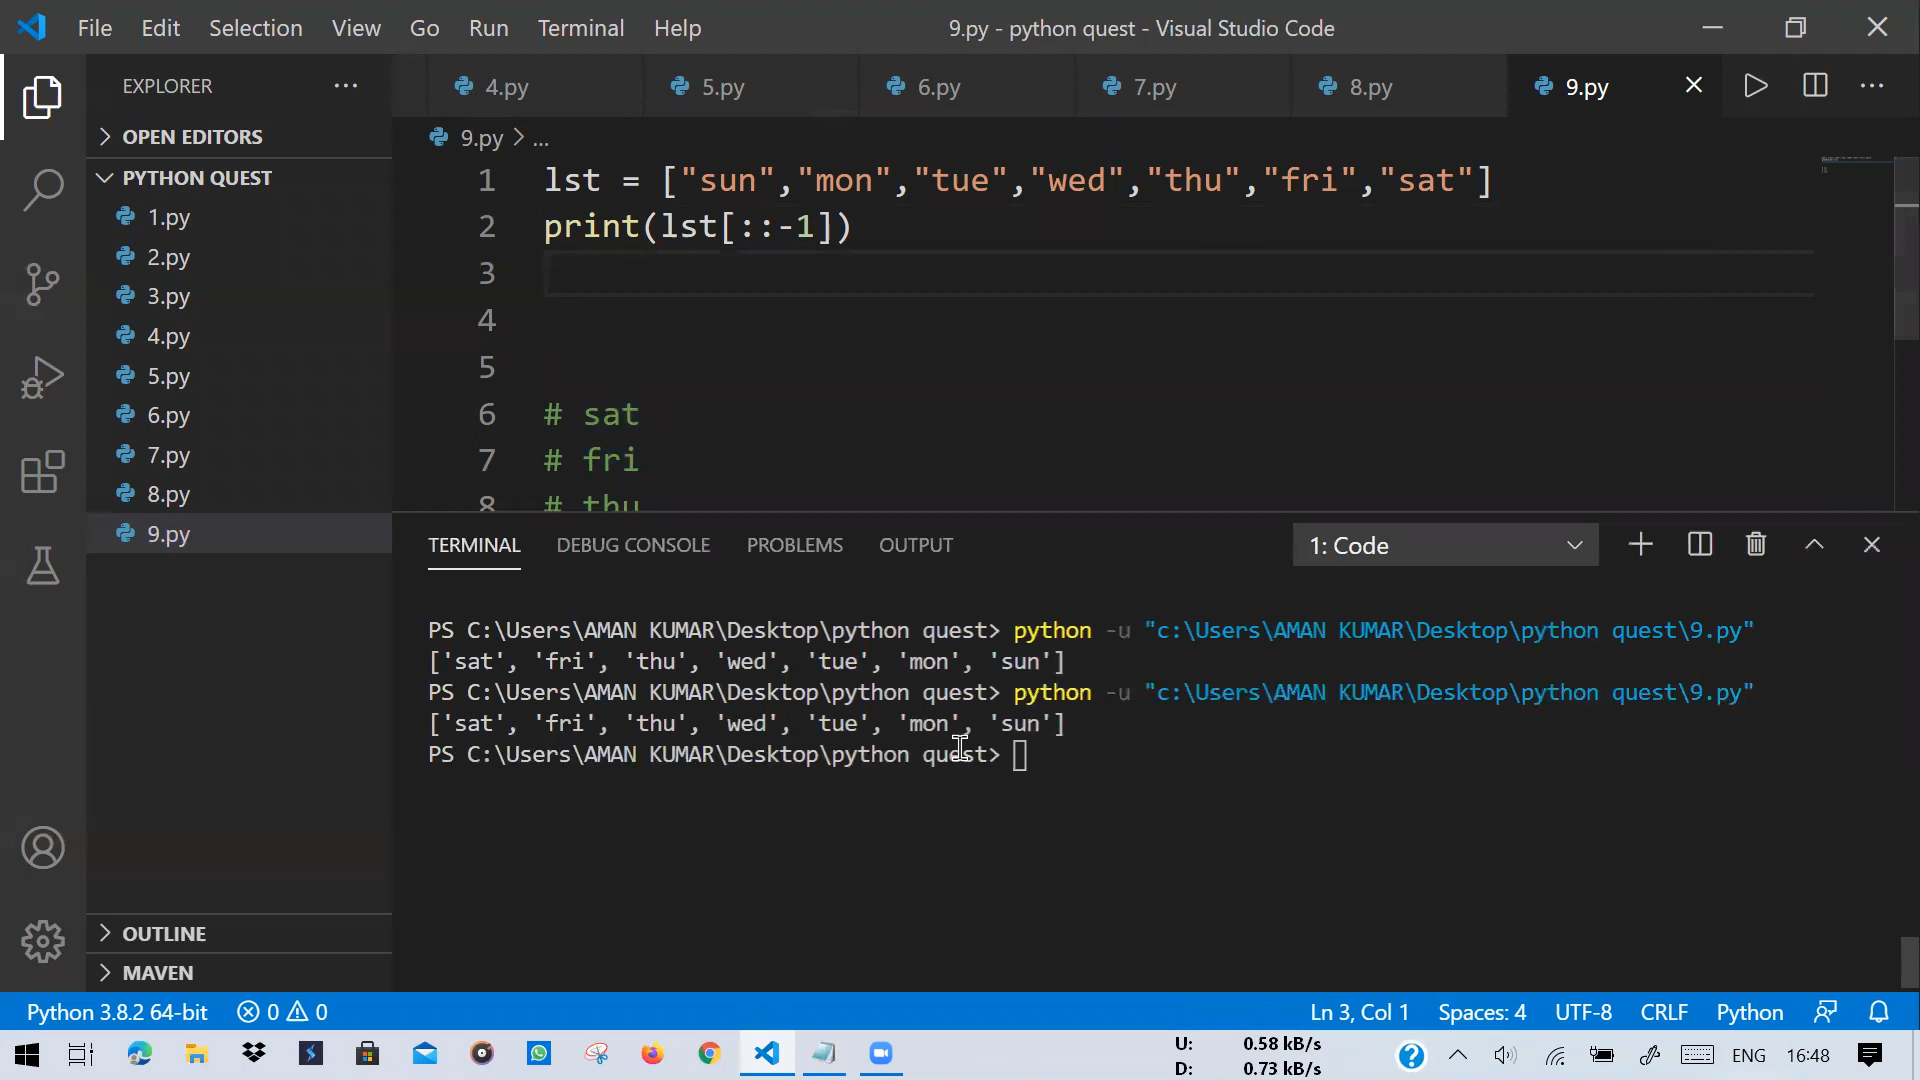 File Edit Selection View Go Run Terminal Help 9.py - python quest - Visual Studio Code
EXPLORER 4.py 5.py 6.py 7.py 8.py 9.py
OPEN EDITORS
9.py > ...
PYTHON QUEST
1.py
2.py
3.py
4.py
5.py
6.py
7.py
8.py
9.py
OUTLINE
MAVEN
1 lst = ["sun","mon","tue","wed","thu","fri","sat"]
2 print(lst[::-1])
3
4
5
6 # sat
7 # fri
8 # thu
TERMINAL DEBUG CONSOLE PROBLEMS OUTPUT 1: Code
PS C:\Users\AMAN KUMAR\Desktop\python quest> python -u "c:\Users\AMAN KUMAR\Desktop\python quest\9.py"
['sat', 'fri', 'thu', 'wed', 'tue', 'mon', 'sun']
PS C:\Users\AMAN KUMAR\Desktop\python quest> python -u "c:\Users\AMAN KUMAR\Desktop\python quest\9.py"
['sat', 'fri', 'thu', 'wed', 'tue', 'mon', 'sun']
PS C:\Users\AMAN KUMAR\Desktop\python quest>
Python 3.8.2 64-bit 0 0 Ln 3, Col 1 Spaces: 4 UTF-8 CRLF Python
U: 0.58 kB/s
D: 0.73 kB/s
ENG 16:48